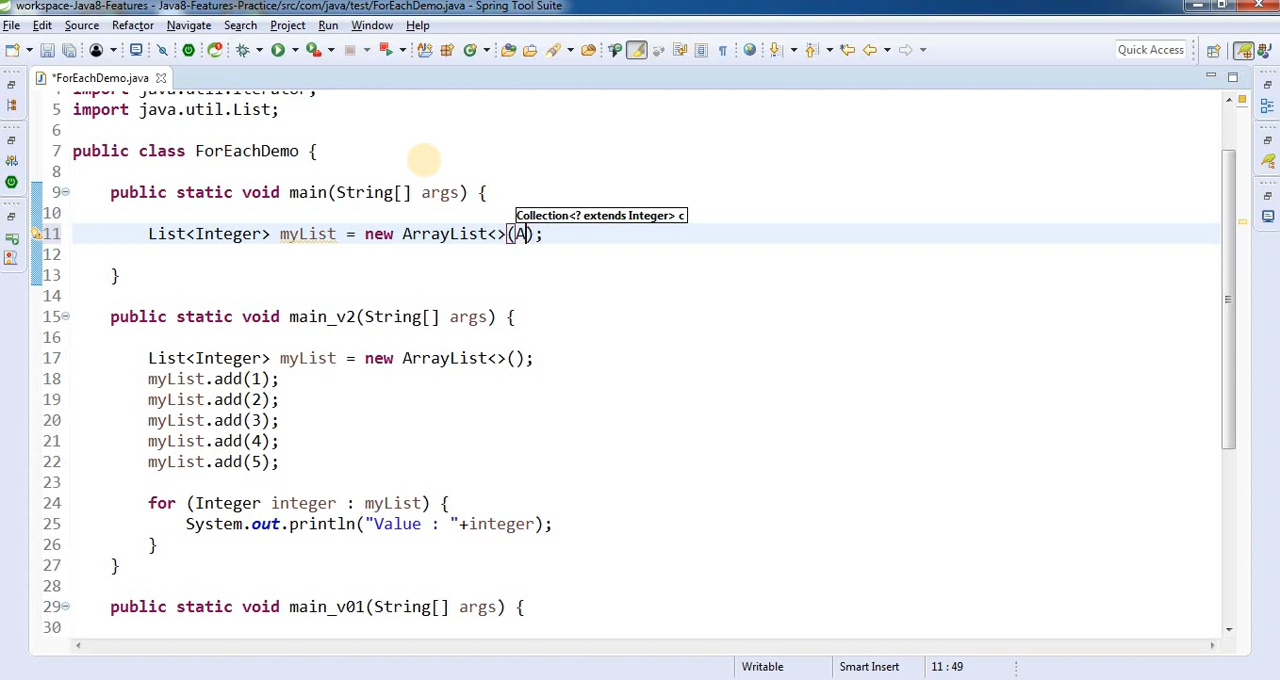 workspace-Java8-Features - Java8-Features-Practice/src/com/java/test/ForEachDemo.java - Spring Tool Suite
File Edit Source Refactor Navigate Search Project Run Window Help
Quick Access
*ForEachDemo.java
4 import java.util.Iterator;
5 import java.util.List;
6
7 public class ForEachDemo {
8
9 public static void main(String[] args) {
10
Collection<? extends Integer> c
11 List<Integer> myList = new ArrayList<>(A);
12
13 }
14
15 public static void main_v2(String[] args) {
16
17 List<Integer> myList = new ArrayList<>();
18 myList.add(1);
19 myList.add(2);
20 myList.add(3);
21 myList.add(4);
22 myList.add(5);
23
24 for (Integer integer : myList) {
25 System.out.println("Value : "+integer);
26 }
27 }
28
29 public static void main_v01(String[] args) {
30
Writable Smart Insert 11 : 49